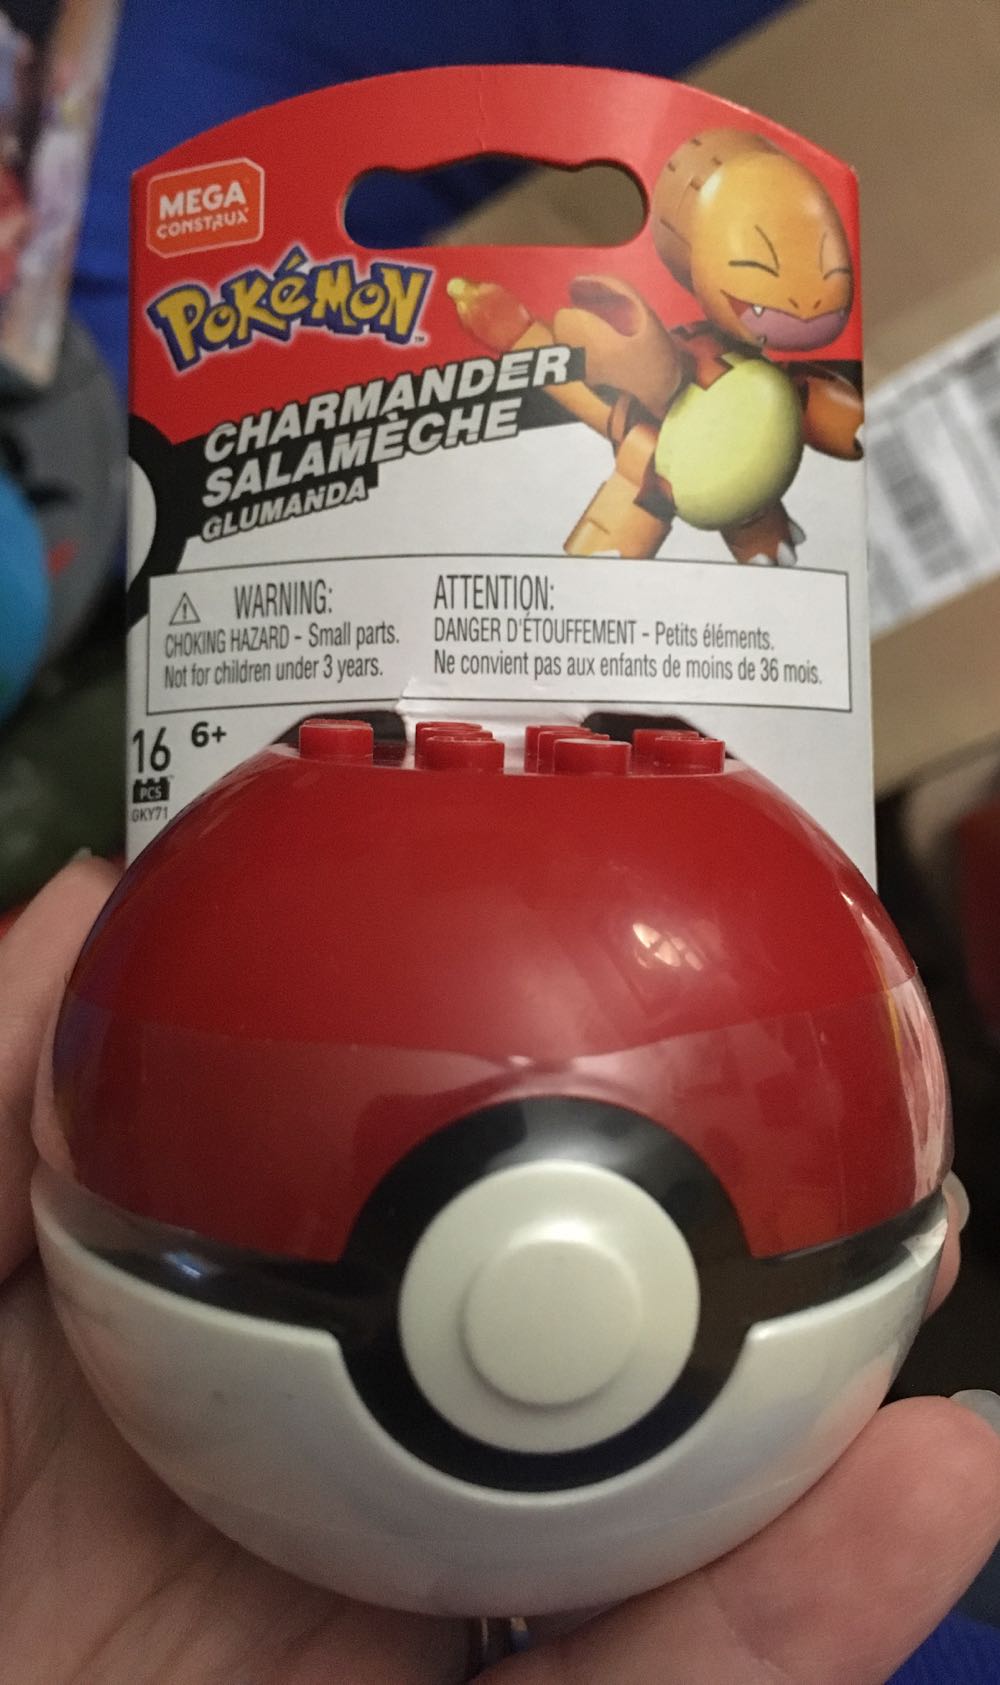 MEGA
CONSTRUX
POKéMON™
CHARMANDER
SALAMÈCHE
GLUMANDA
WARNING:
CHOKING HAZARD - Small parts.
Not for children under 3 years.
ATTENTION:
DANGER D'ÉTOUFFEMENT - Petits éléments.
Ne convient pas aux enfants de moins de 36 mois.
16
PCS
6+
GKY71